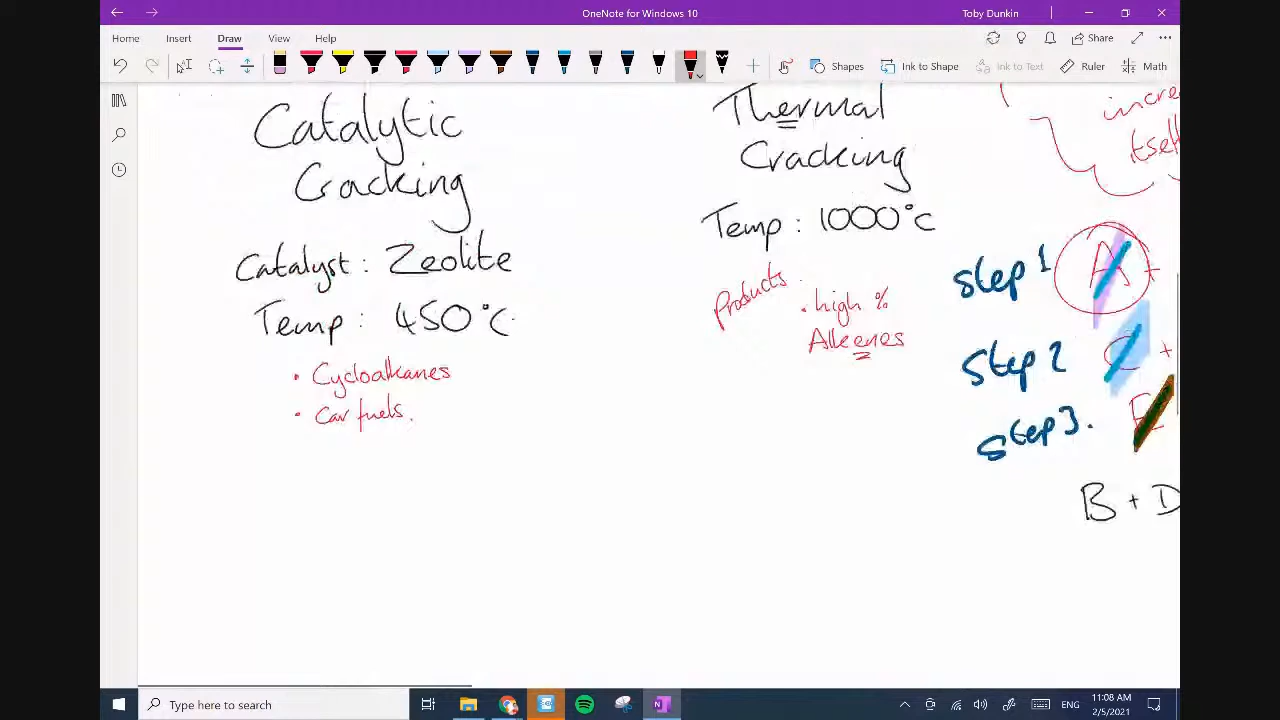 OneNote for Windows 10
Toby Dunkin
Home Insert Draw View Help
Share
Shapes
Ink to Shape
Ink to Text
Ruler
Math
Catalytic
Cracking
Catalyst : Zeolite
Temp : 450°C
• Cycloalkanes
• Car fuels.
Thermal
Cracking
Temp : 1000°C
Products
• high %
Alkenes
incre
itsel
step 1 A +
Step 2 C +
step 3. E
B + D
Type here to search
ENG
11:08 AM
2/5/2021